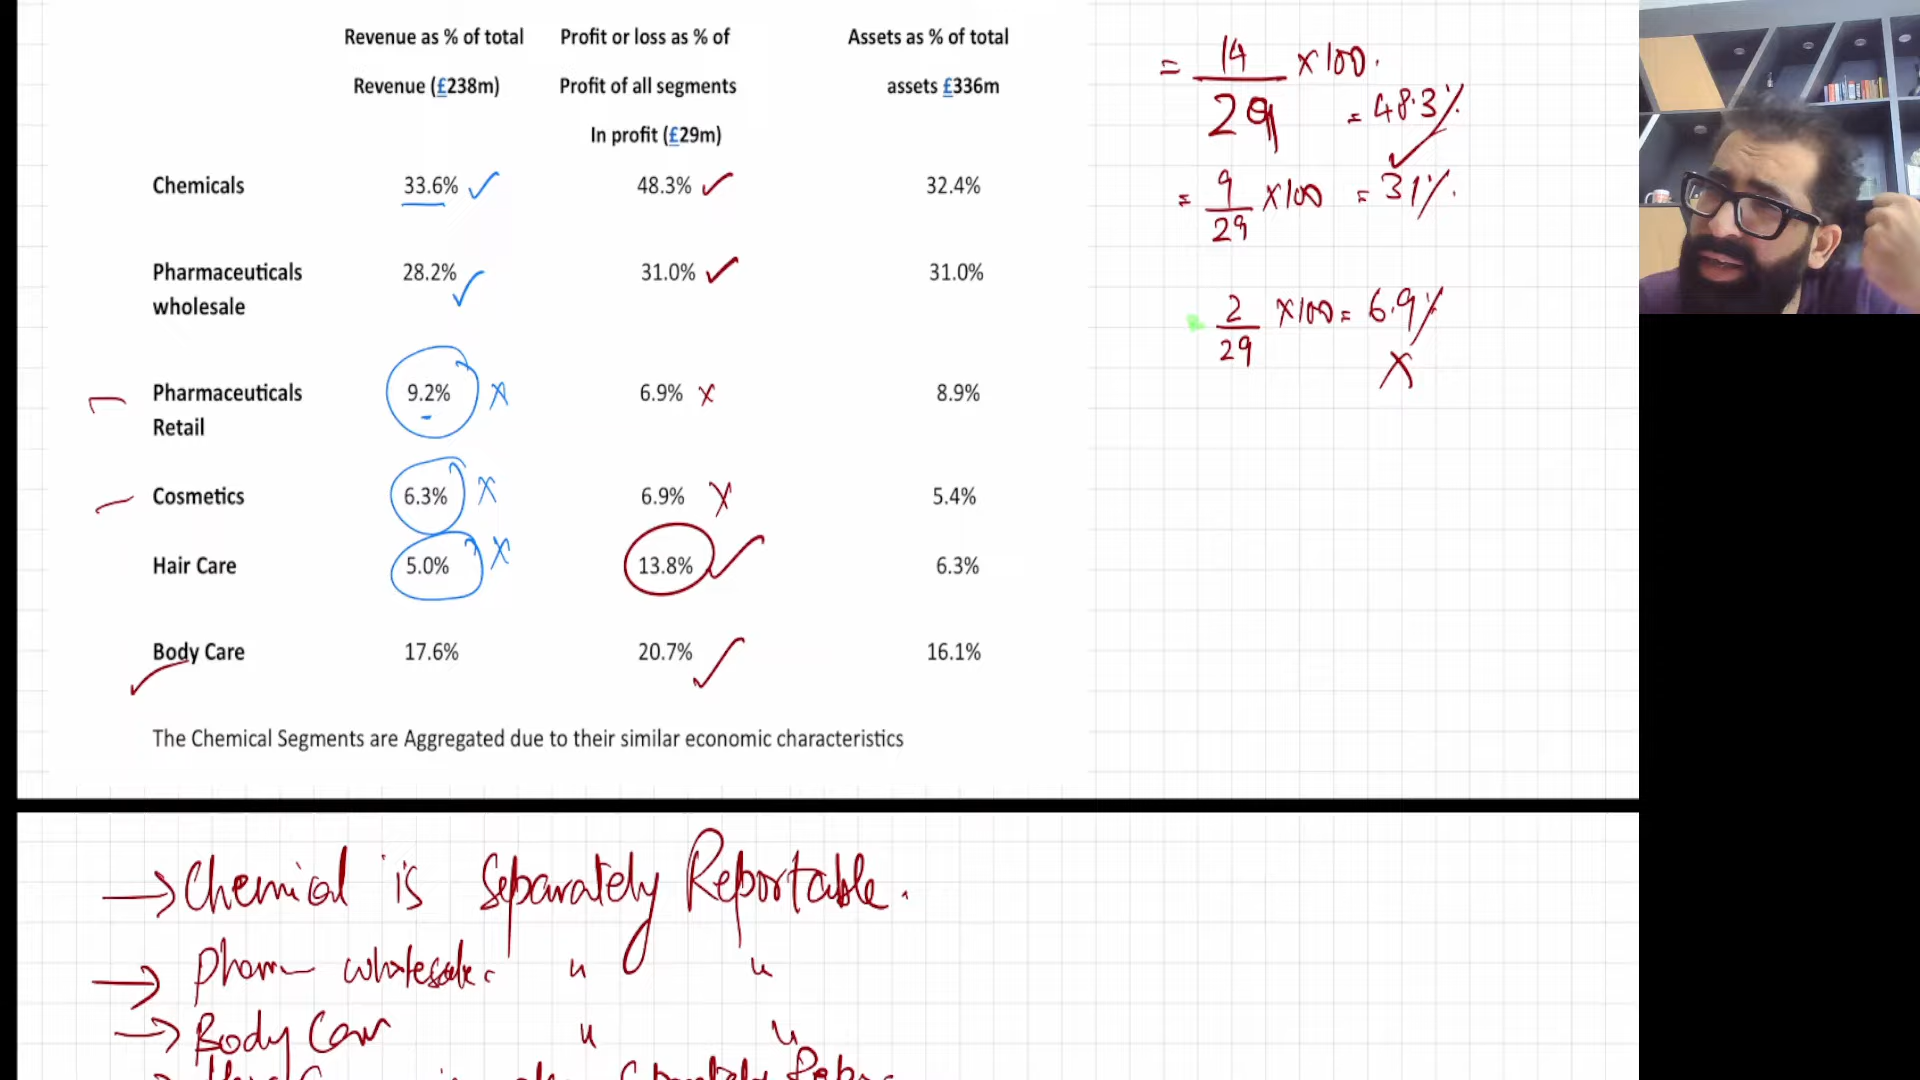 Revenue as % of total Profit or loss as % of Assets as % of total
Revenue (£238m) Profit of all segments assets £336m
In profit (£29m)
Chemicals 33.6% 48.3% 32.4%
Pharmaceuticals 28.2% 31.0% 31.0%
wholesale
Pharmaceuticals 9.2% X 6.9% X 8.9%
Retail
Cosmetics 6.3% X 6.9% X 5.4%
Hair Care 5.0% X 13.8% 6.3%
Body Care 17.6% 20.7% 16.1%
The Chemical Segments are Aggregated due to their similar economic characteristics
= 14/29 x100.
= 48.3%
= 9/29 x100 = 31%.
2/29 x100 = 6.9%
X
→ Chemical is Separately Reportable.
→ wholesale. " "
→ Body Care " "